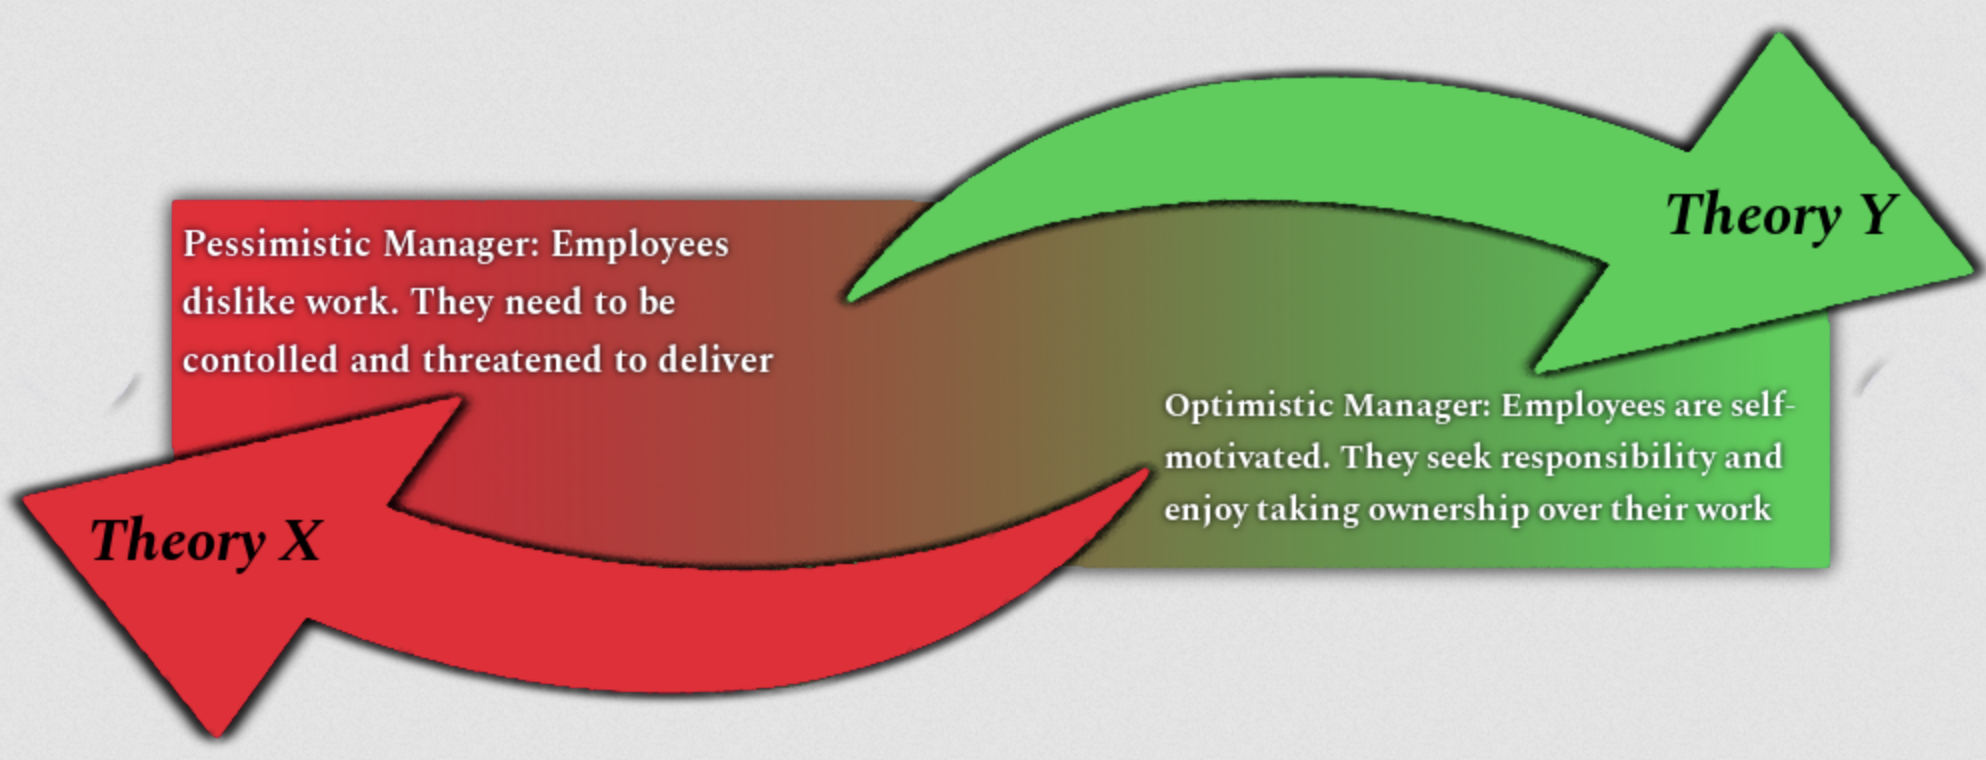 Theory Y
Pessimistic Manager: Employees
dislike work. They need to be
contolled and threatened to deliver
Optimistic Manager: Employees are self-
motivated. They seek responsibility and
enjoy taking ownership over their work
Theory X